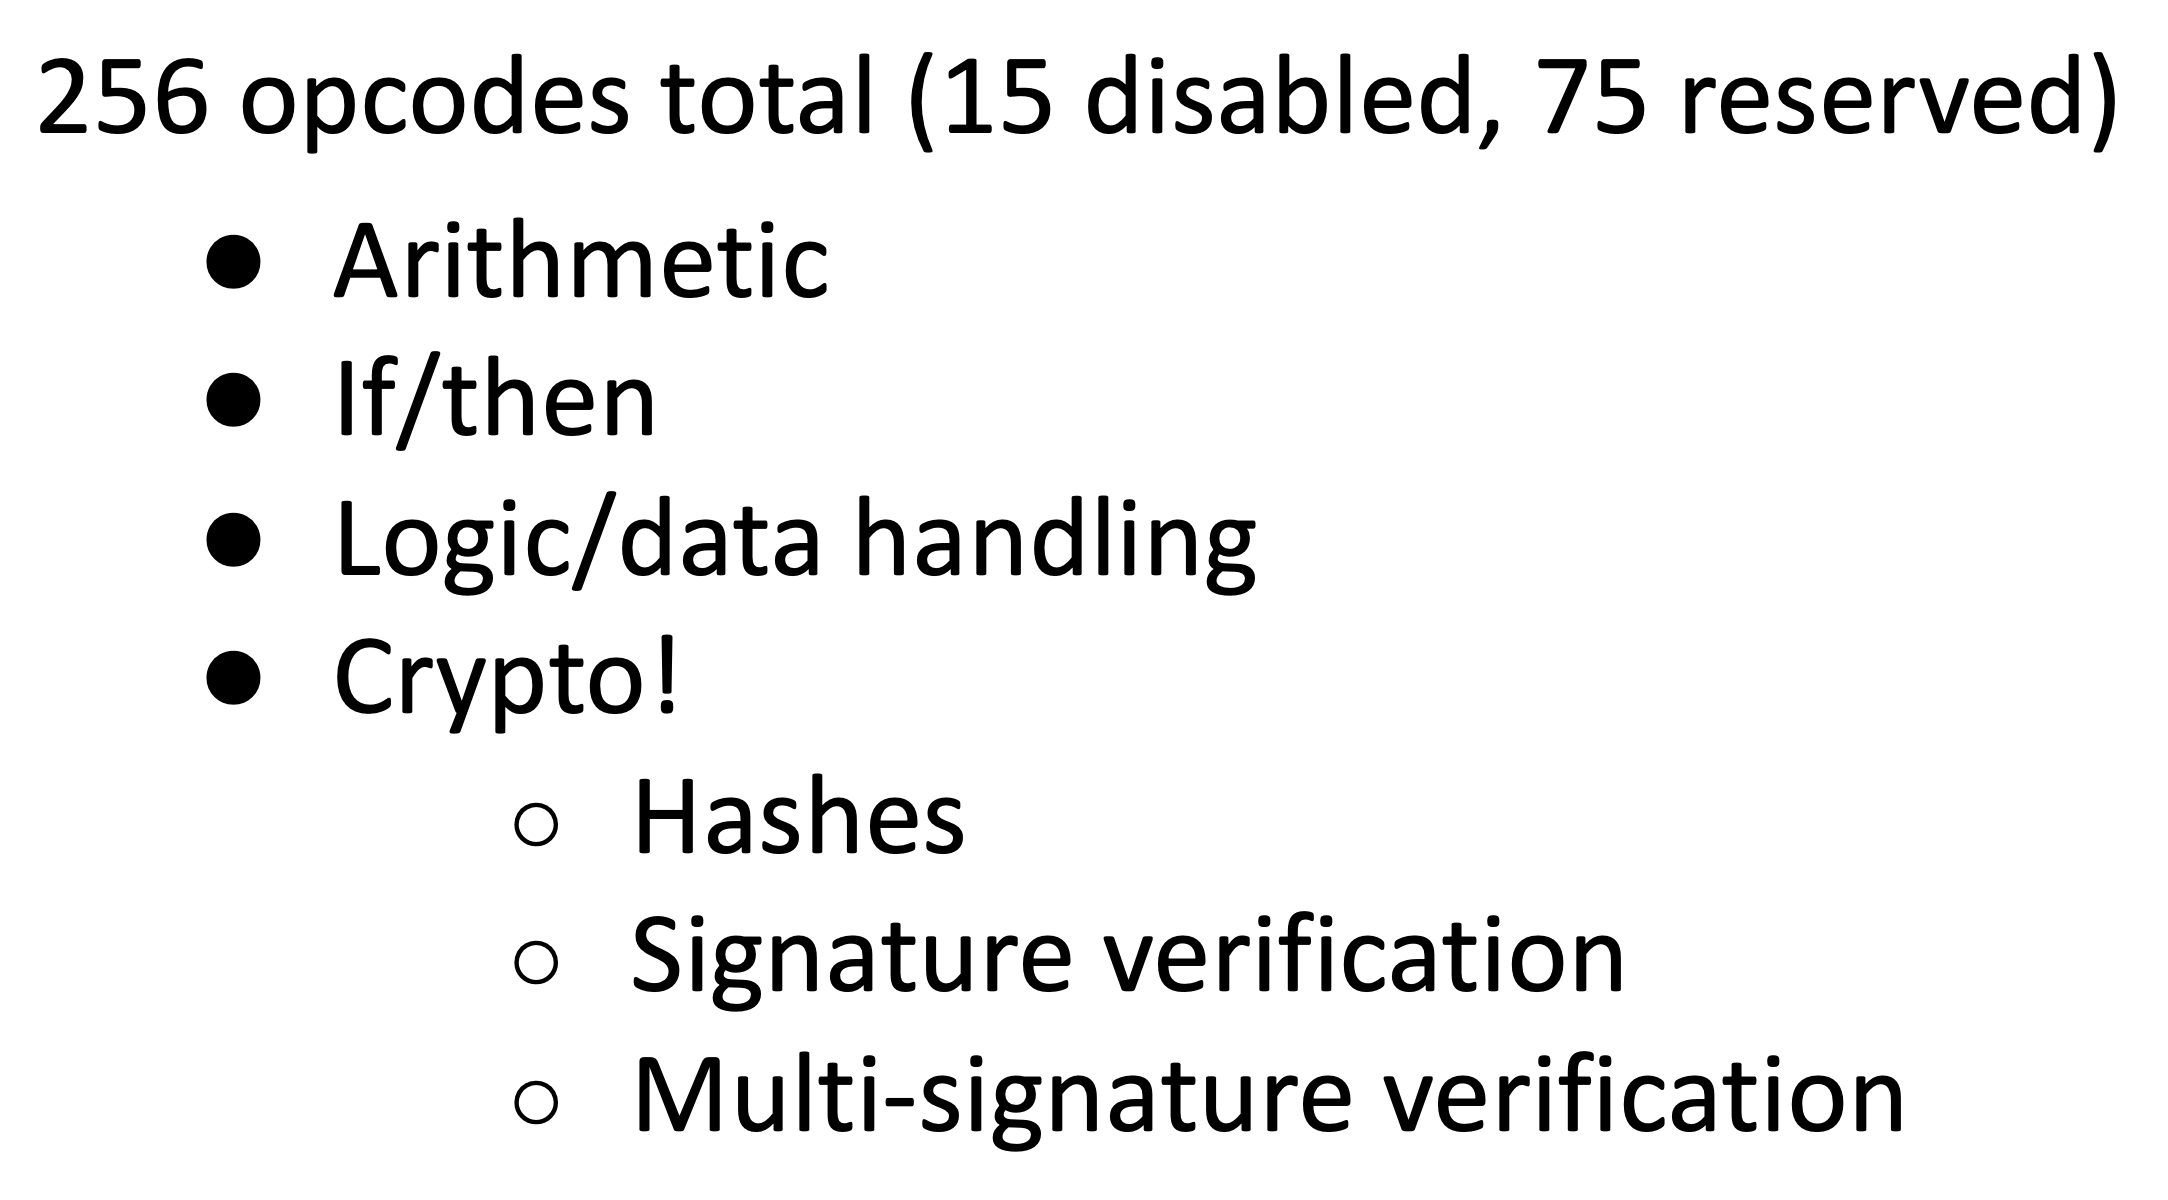 256 opcodes total (15 disabled, 75 reserved)
● Arithmetic
● If/then
● Logic/data handling
● Crypto!
○ Hashes
○ Signature verification
○ Multi-signature verification